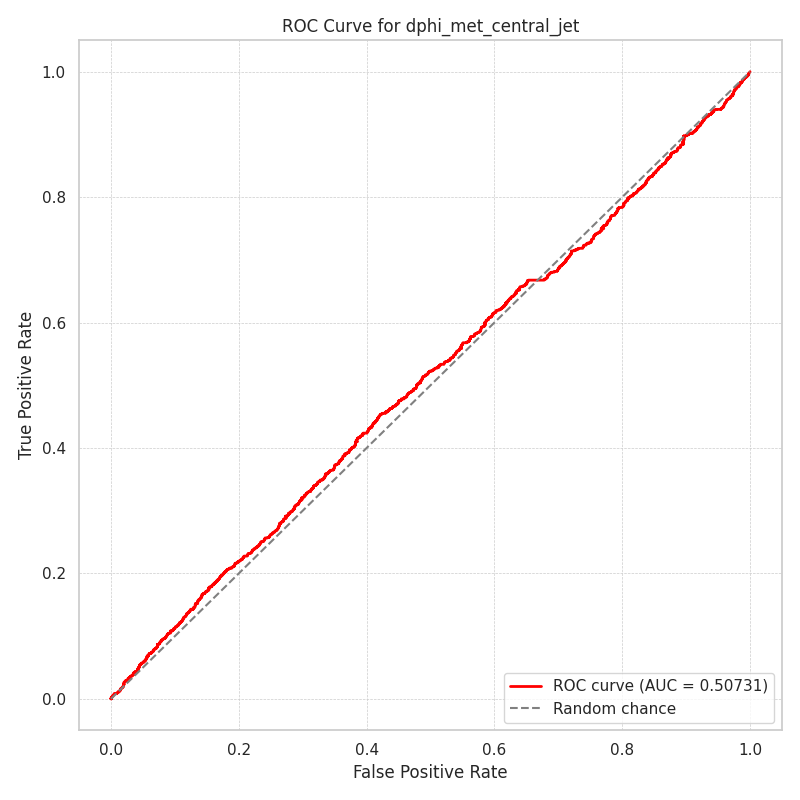 ROC Curve for dphi_met_central_jet
True Positive Rate
1.0
0.8
0.6
0.4
0.2
0.0
0.0 0.2 0.4 0.6 0.8 1.0
False Positive Rate
ROC curve (AUC = 0.50731)
Random chance